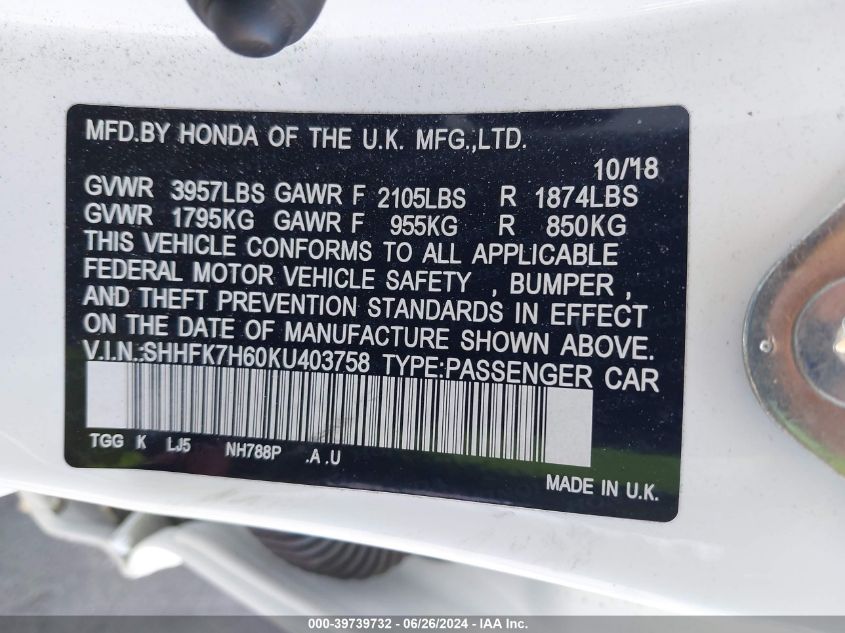 MFD.BY HONDA OF THE U.K. MFG.,LTD.
10/18
GVWR 3957LBS GAWR F 2105LBS R 1874LBS
GVWR 1795KG GAWR F 955KG R 850KG
THIS VEHICLE CONFORMS TO ALL APPLICABLE
FEDERAL MOTOR VEHICLE SAFETY , BUMPER ,
AND THEFT PREVENTION STANDARDS IN EFFECT
ON THE DATE OF MANUFACTURE SHOWN ABOVE.
V.I.N.:SHHFK7H60KU403758 TYPE:PASSENGER CAR
TGG K LJ5 NH788P .A .U
MADE IN U.K.
000-39739732 - 06/26/2024 - IAA Inc.